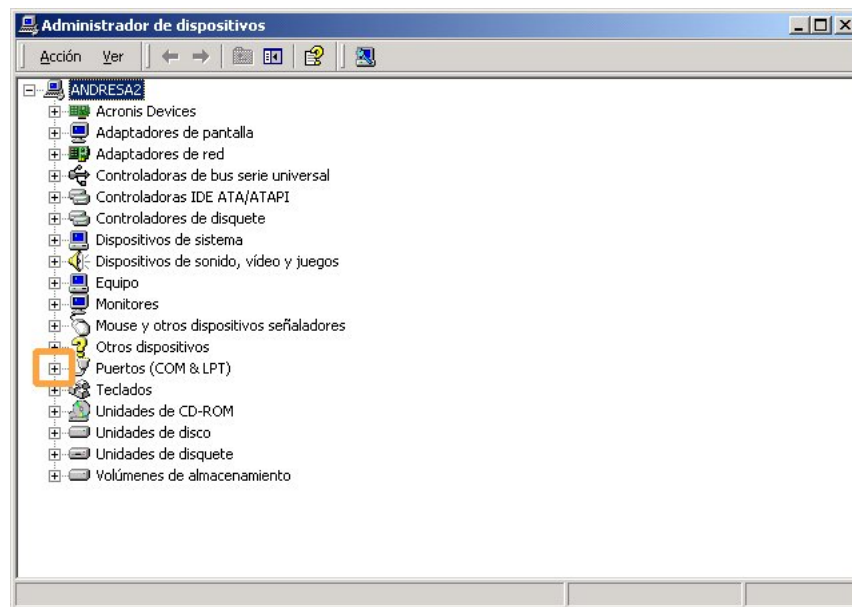 Administrador de dispositivos
Acción Ver
ANDRESA2
Acronis Devices
Adaptadores de pantalla
Adaptadores de red
Controladoras de bus serie universal
Controladoras IDE ATA/ATAPI
Controladores de disquete
Dispositivos de sistema
Dispositivos de sonido, vídeo y juegos
Equipo
Monitores
Mouse y otros dispositivos señaladores
Otros dispositivos
Puertos (COM & LPT)
Teclados
Unidades de CD-ROM
Unidades de disco
Unidades de disquete
Volúmenes de almacenamiento